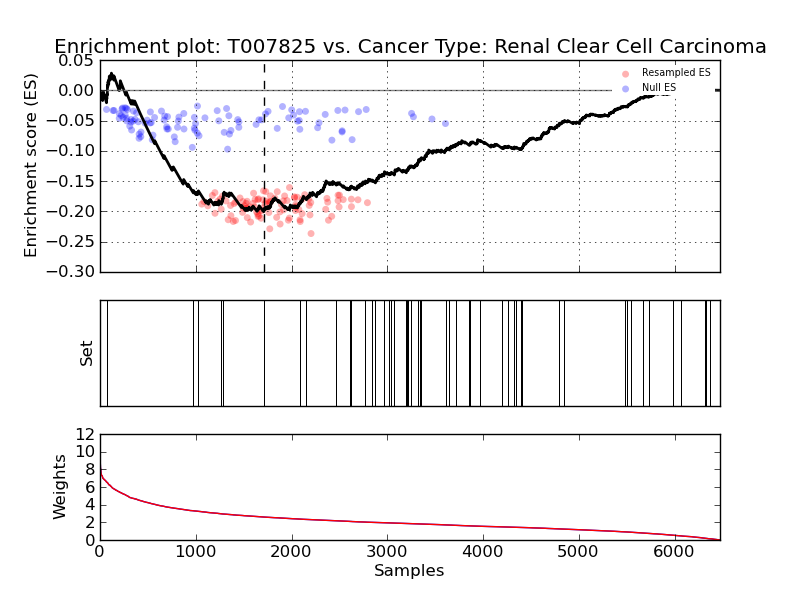 Enrichment plot: T007825 vs. Cancer Type: Renal Clear Cell Carcinoma
Enrichment score (ES)
0.05
0.00
−0.05
−0.10
−0.15
−0.20
−0.25
−0.30
Resampled ES
Null ES
Set
Weights
12
10
8
6
4
2
0
0 1000 2000 3000 4000 5000 6000
Samples